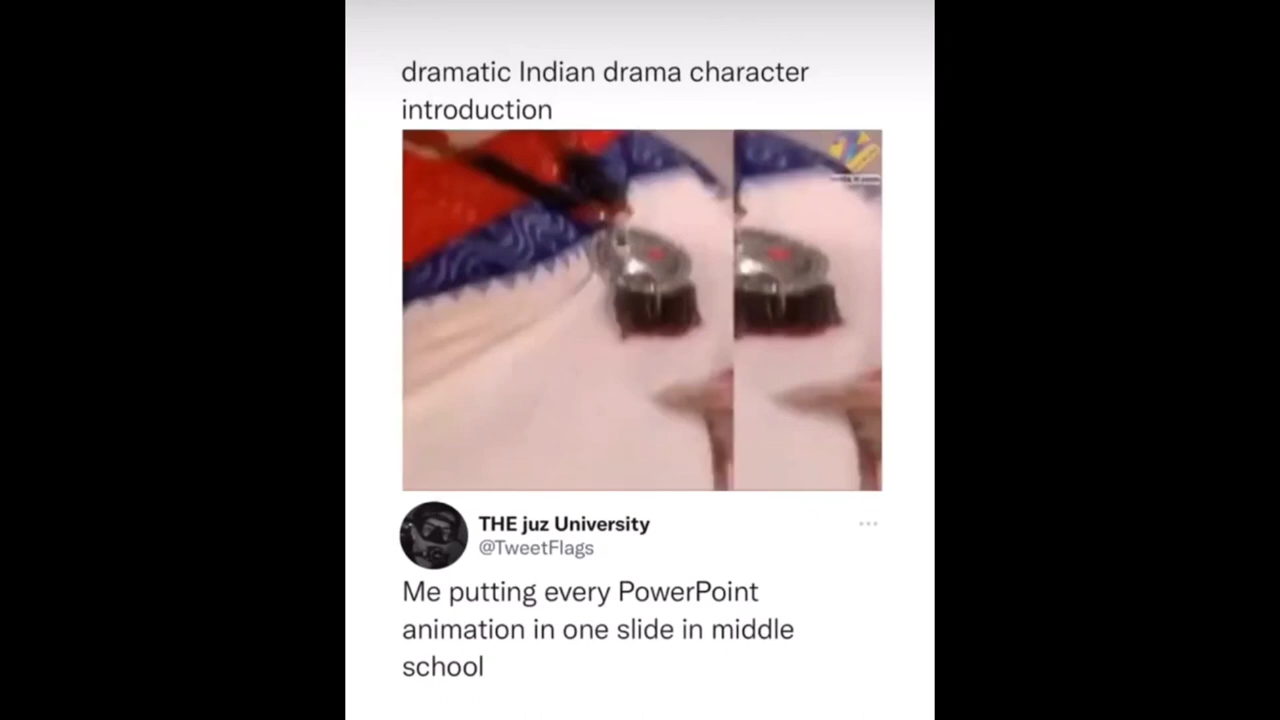 dramatic Indian drama character
introduction
THE juz University
@TweetFlags
Me putting every PowerPoint
animation in one slide in middle
school